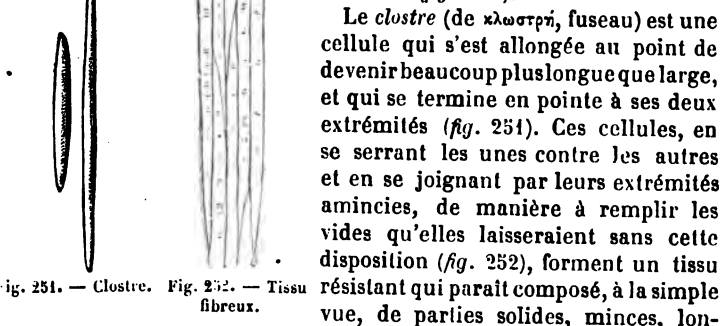 Le clostre (de κλωστρή, fuseau) est une
cellule qui s'est allongée au point de
devenir beaucoup plus longue que large,
et qui se termine en pointe à ses deux
extrémités (fig. 251). Ces cellules, en
se serrant les unes contre les autres
et en se joignant par leurs extrémités
amincies, de manière à remplir les
vides qu'elles laisseraient sans cette
disposition (fig. 252), forment un tissu
résistant qui paraît composé, à la simple
vue, de parties solides, minces, lon-
ig. 251. — Clostre.
Fig. 252. — Tissu
fibreux.